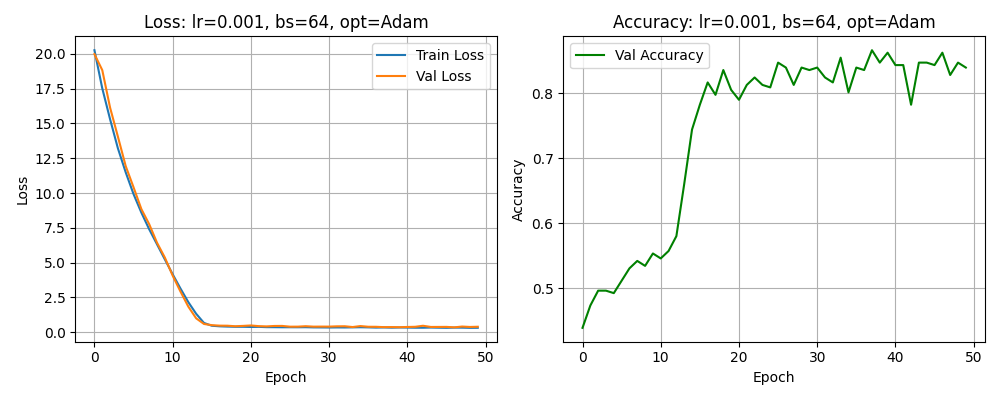 Loss: lr=0.001, bs=64, opt=Adam
Train Loss
Val Loss
20.0
17.5
15.0
12.5
10.0
7.5
5.0
2.5
0.0
Loss
0 10 20 30 40 50
Epoch
Accuracy: lr=0.001, bs=64, opt=Adam
Val Accuracy
0.8
0.7
0.6
0.5
Accuracy
0 10 20 30 40 50
Epoch